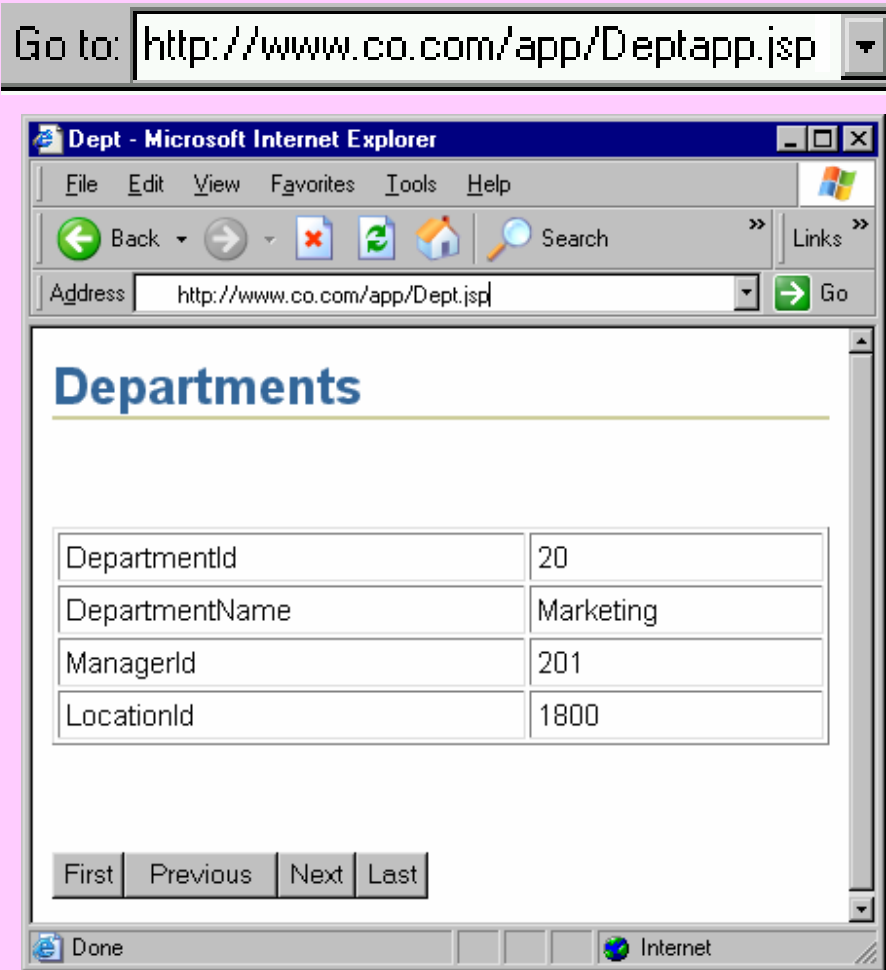 Go to: http://www.co.com/app/Deptapp.jsp
Dept - Microsoft Internet Explorer
File Edit View Favorites Tools Help
Back Search » Links »
Address http://www.co.com/app/Dept.jsp Go
Departments
DepartmentId 20
DepartmentName Marketing
ManagerId 201
LocationId 1800
First Previous Next Last
Done Internet